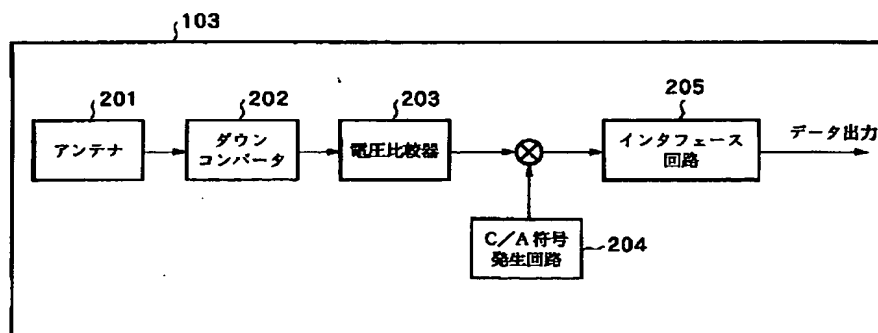 103
201
202
203
205
アンテナ
ダウン
コンバータ
電圧比較器
インタフェース
回路
データ出力
C/A符号
発生回路
204